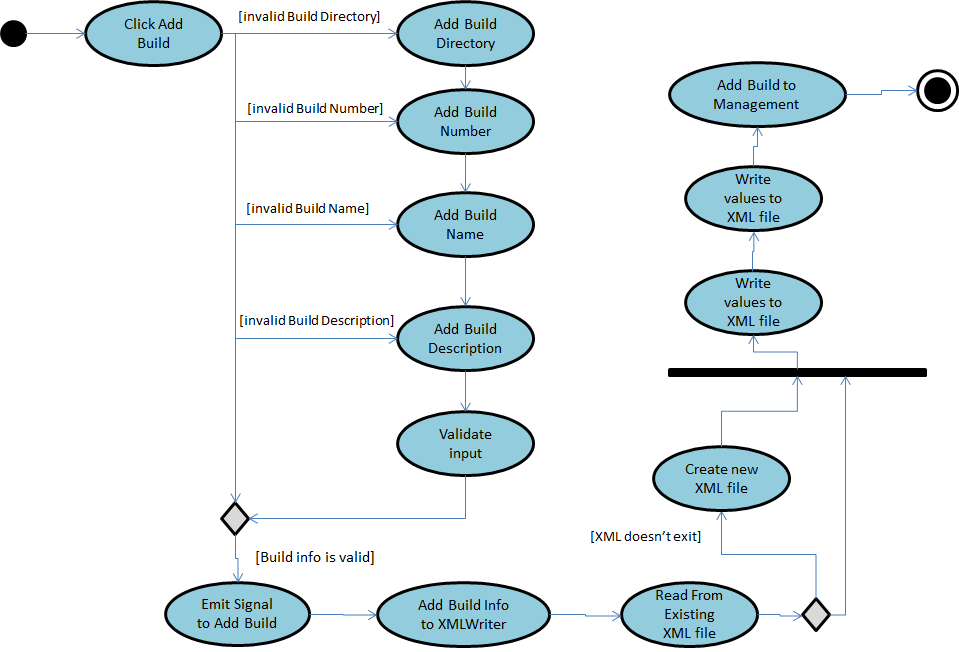 [invalid Build Directory]
Click Add
Build
Add Build
Directory
[invalid Build Number]
Add Build
Number
[invalid Build Name]
Add Build
Name
[invalid Build Description]
Add Build
Description
Validate
input
[Build info is valid]
Emit Signal
to Add Build
Add Build Info
to XMLWriter
Read From
Existing
XML file
[XML doesn't exit]
Create new
XML file
Write
values to
XML file
Write
values to
XML file
Add Build to
Management